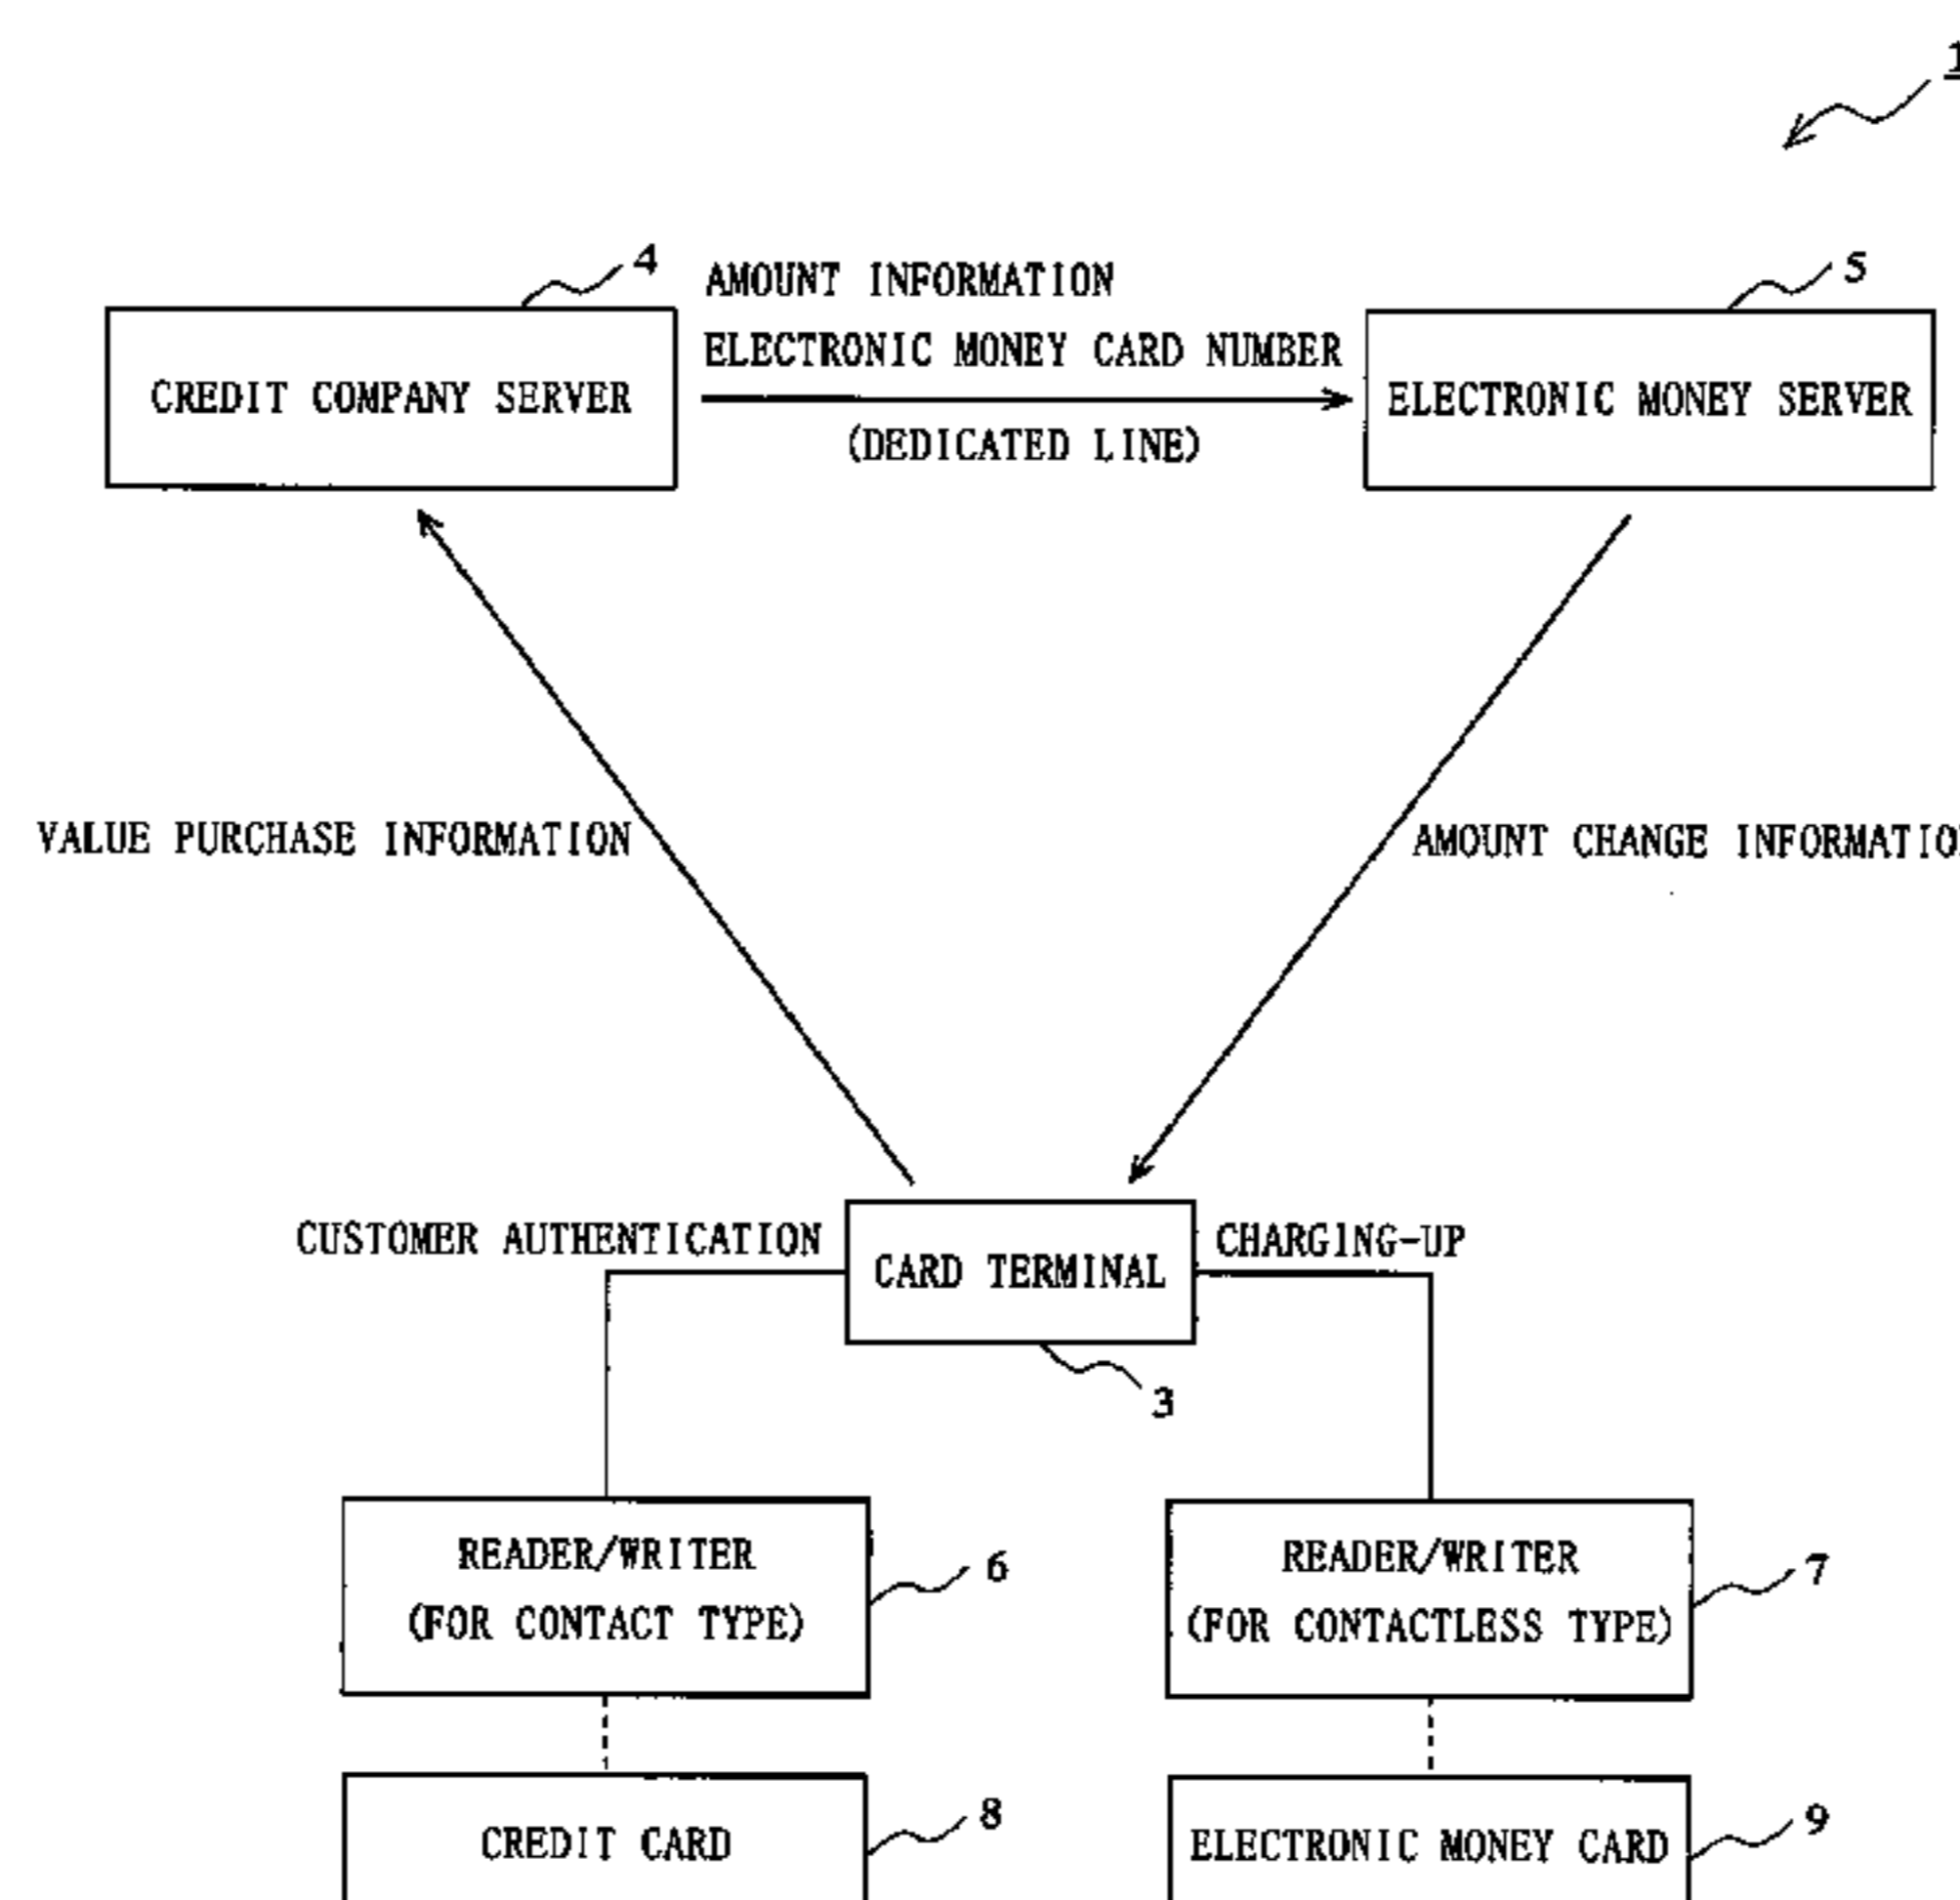 1
4
AMOUNT INFORMATION
5
ELECTRONIC MONEY CARD NUMBER
CREDIT COMPANY SERVER
ELECTRONIC MONEY SERVER
(DEDICATED LINE)
VALUE PURCHASE INFORMATION
AMOUNT CHANGE INFORMATIO
CUSTOMER AUTHENTICATION
CHARGING-UP
CARD TERMINAL
3
READER/WRITER
(FOR CONTACT TYPE)
6
READER/WRITER
(FOR CONTACTLESS TYPE)
7
CREDIT CARD
8
ELECTRONIC MONEY CARD
9